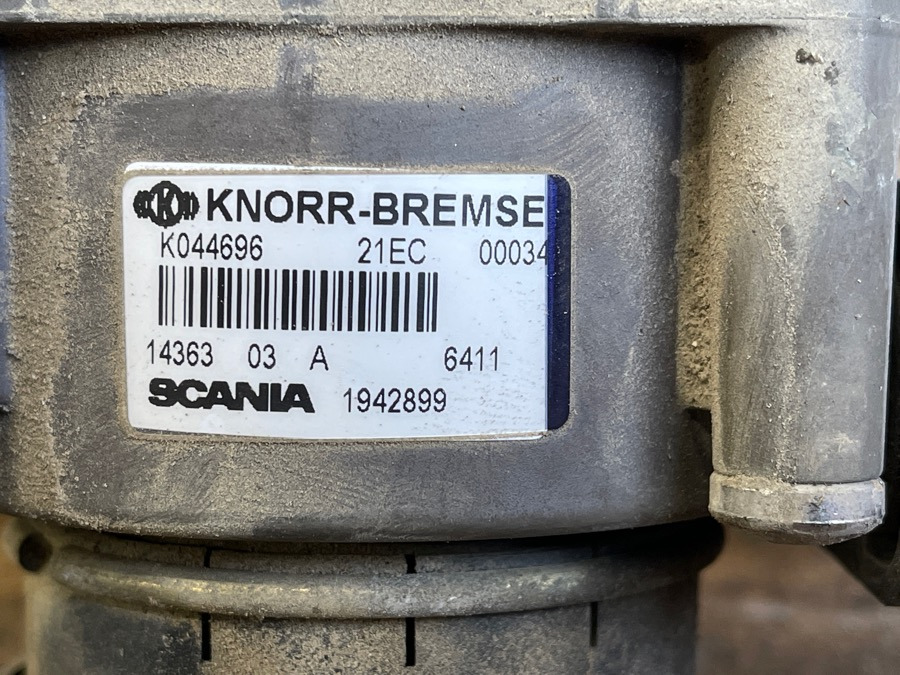 KNORR-BREMSE
K044696 21EC 00034
14363 03 A 6411
SCANIA 1942899